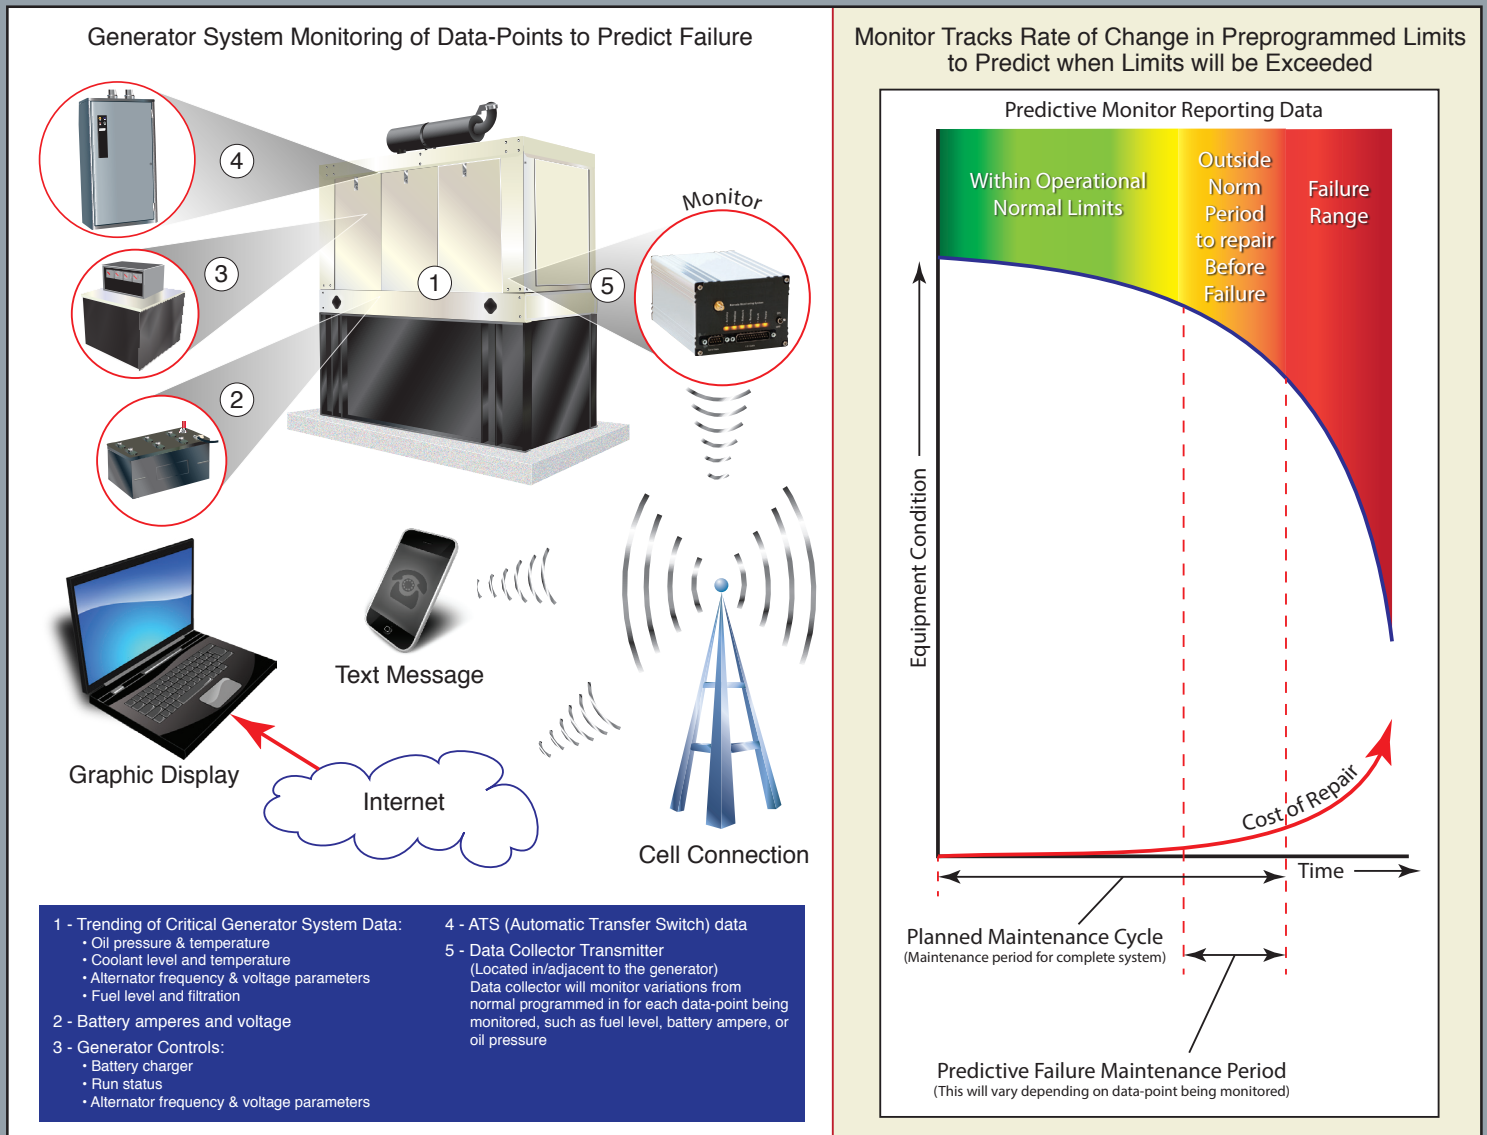 Generator System Monitoring of Data-Points to Predict Failure
4
3
2
1
5
Monitor
Text Message
Graphic Display
Internet
Cell Connection
1 - Trending of Critical Generator System Data:
• Oil pressure & temperature
• Coolant level and temperature
• Alternator frequency & voltage parameters
• Fuel level and filtration
2 - Battery amperes and voltage
3 - Generator Controls:
• Battery charger
• Run status
• Alternator frequency & voltage parameters
4 - ATS (Automatic Transfer Switch) data
5 - Data Collector Transmitter
(Located in/adjacent to the generator)
Data collector will monitor variations from
normal programmed in for each data-point being
monitored, such as fuel level, battery ampere, or
oil pressure
Monitor Tracks Rate of Change in Preprogrammed Limits
to Predict when Limits will be Exceeded
Predictive Monitor Reporting Data
Within Operational
Normal Limits
Outside
Norm
Period
to repair
Before
Failure
Failure
Range
Equipment Condition
Cost of Repair
Time
Planned Maintenance Cycle
(Maintenance period for complete system)
Predictive Failure Maintenance Period
(This will vary depending on data-point being monitored)